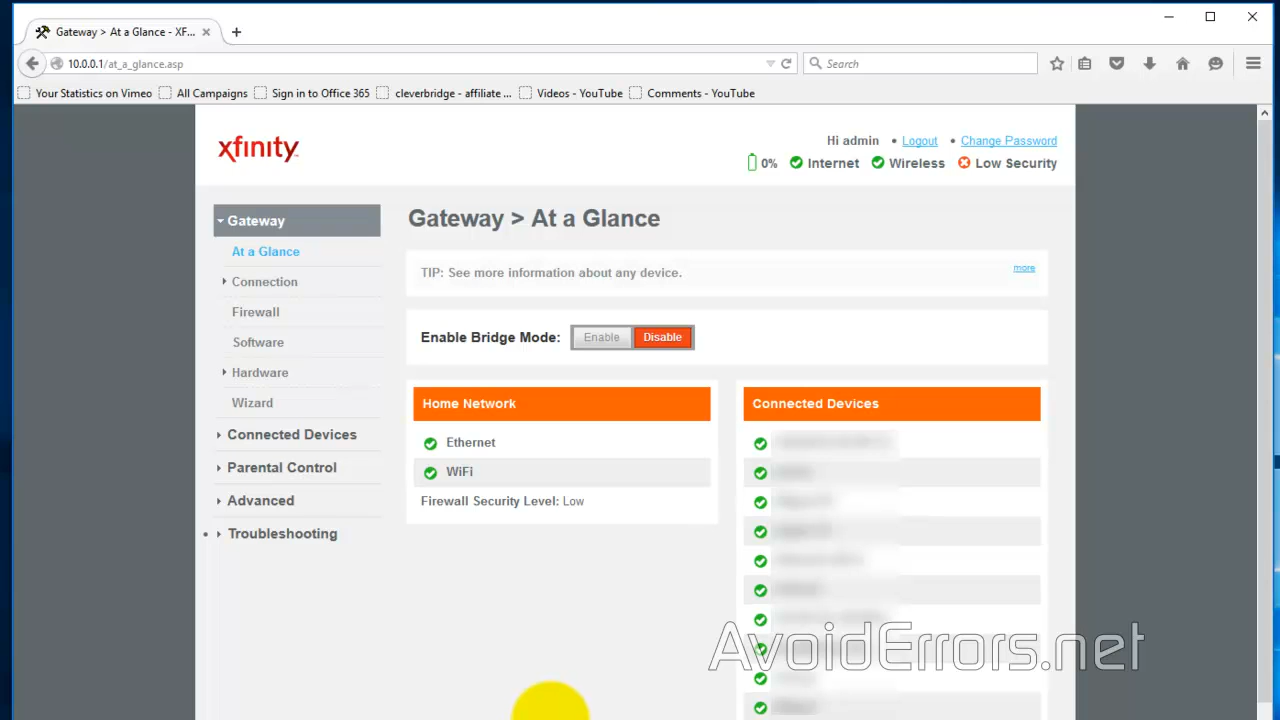 Gateway > At a Glance - XF...
10.0.0.1/at_a_glance.asp
Search
Your Statistics on Vimeo
All Campaigns
Sign in to Office 365
cleverbridge - affiliate ...
Videos - YouTube
Comments - YouTube
xfinity™
Hi admin • Logout • Change Password
0% Internet Wireless Low Security
Gateway
At a Glance
Connection
Firewall
Software
Hardware
Wizard
Connected Devices
Parental Control
Advanced
• Troubleshooting
Gateway > At a Glance
TIP: See more information about any device.
more
Enable Bridge Mode: Enable Disable
Home Network
Ethernet
WiFi
Firewall Security Level: Low
Connected Devices
AvoidErrors.net